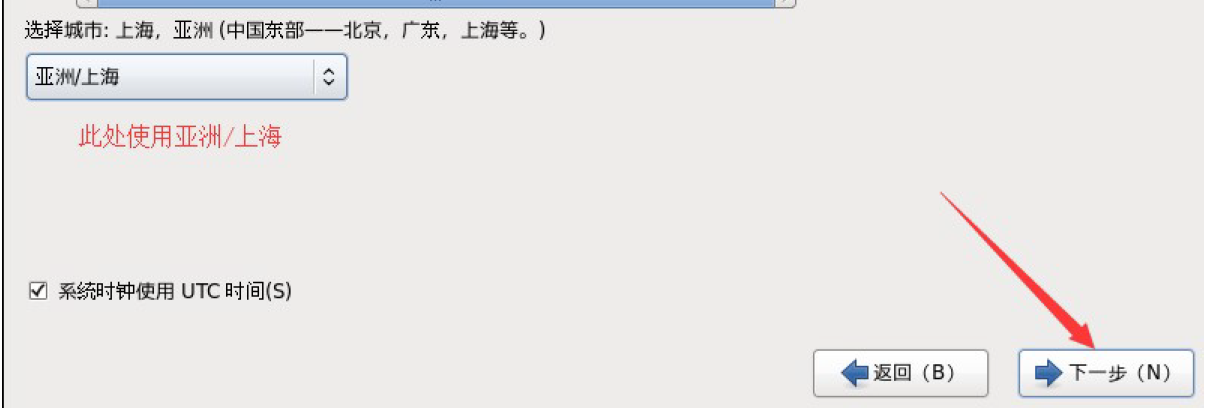 选择城市: 上海，亚洲 (中国东部——北京，广东，上海等。)
亚洲/上海
此处使用亚洲/上海
系统时钟使用 UTC 时间(S)
返回（B）
下一步（N）